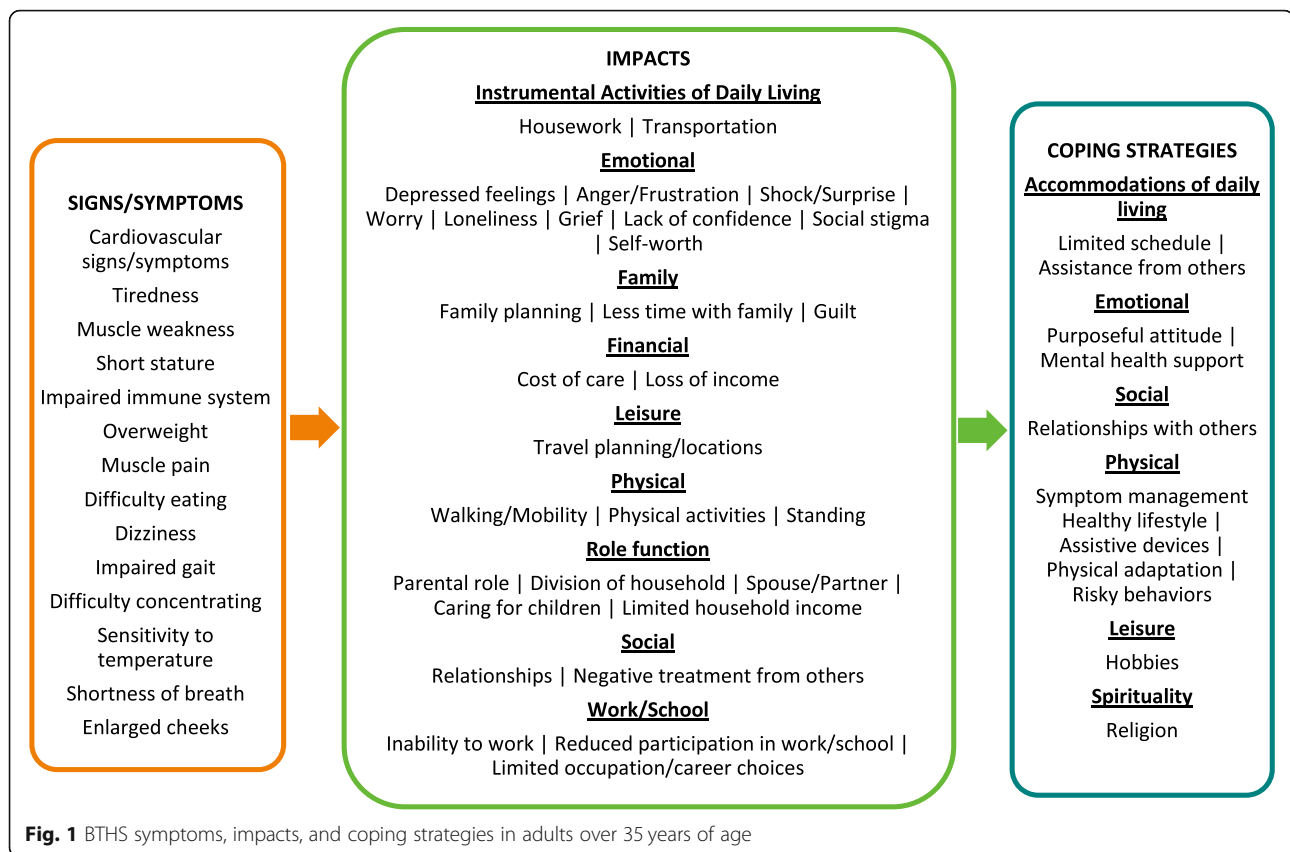 SIGNS/SYMPTOMS
Cardiovascular
signs/symptoms
Tiredness
Muscle weakness
Short stature
Impaired immune system
Overweight
Muscle pain
Difficulty eating
Dizziness
Impaired gait
Difficulty concentrating
Sensitivity to
temperature
Shortness of breath
Enlarged cheeks
IMPACTS
Instrumental Activities of Daily Living
Housework | Transportation
Emotional
Depressed feelings | Anger/Frustration | Shock/Surprise |
Worry | Loneliness | Grief | Lack of confidence | Social stigma
| Self-worth
Family
Family planning | Less time with family | Guilt
Financial
Cost of care | Loss of income
Leisure
Travel planning/locations
Physical
Walking/Mobility | Physical activities | Standing
Role function
Parental role | Division of household | Spouse/Partner |
Caring for children | Limited household income
Social
Relationships | Negative treatment from others
Work/School
Inability to work | Reduced participation in work/school |
Limited occupation/career choices
COPING STRATEGIES
Accommodations of daily
living
Limited schedule |
Assistance from others
Emotional
Purposeful attitude |
Mental health support
Social
Relationships with others
Physical
Symptom management
Healthy lifestyle |
Assistive devices |
Physical adaptation |
Risky behaviors
Leisure
Hobbies
Spirituality
Religion
Fig. 1 BTHS symptoms, impacts, and coping strategies in adults over 35 years of age